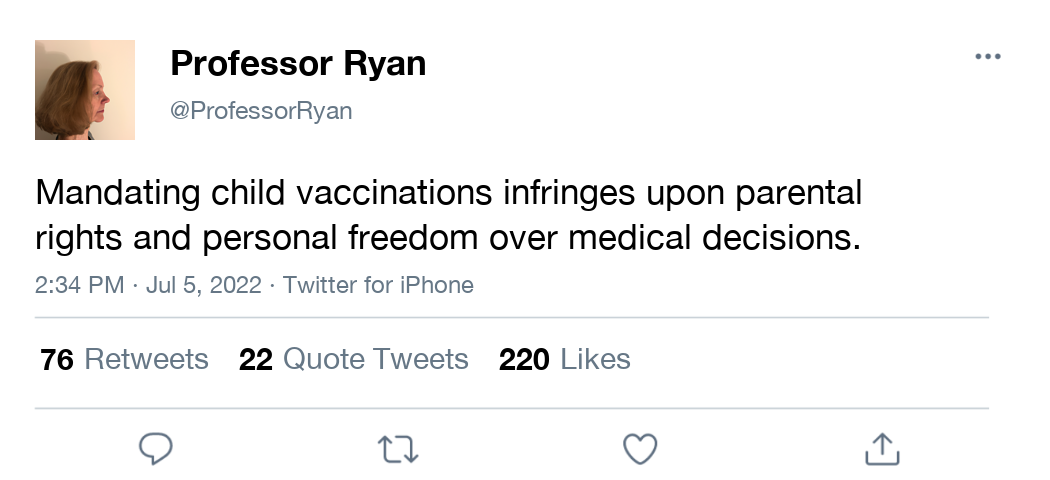 Professor Ryan
@ProfessorRyan
Mandating child vaccinations infringes upon parental
rights and personal freedom over medical decisions.
2:34 PM · Jul 5, 2022 · Twitter for iPhone
76 Retweets 22 Quote Tweets 220 Likes